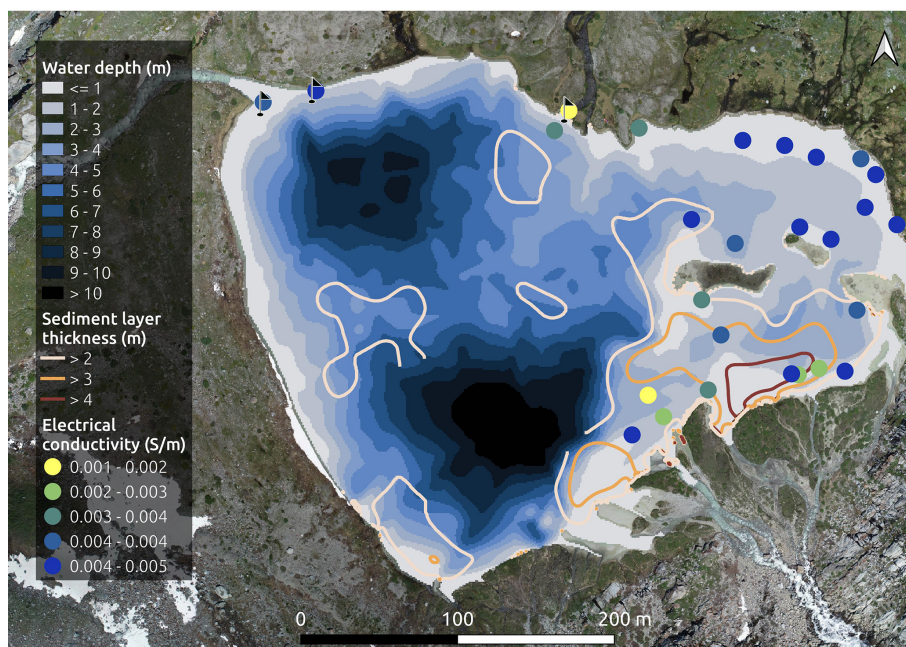 Water depth (m)
<= 1
1 - 2
2 - 3
3 - 4
4 - 5
5 - 6
6 - 7
7 - 8
8 - 9
9 - 10
> 10
Sediment layer
thickness (m)
> 2
> 3
> 4
Electrical
conductivity (S/m)
0.001 - 0.002
0.002 - 0.003
0.003 - 0.004
0.004 - 0.004
0.004 - 0.005
0 100 200 m